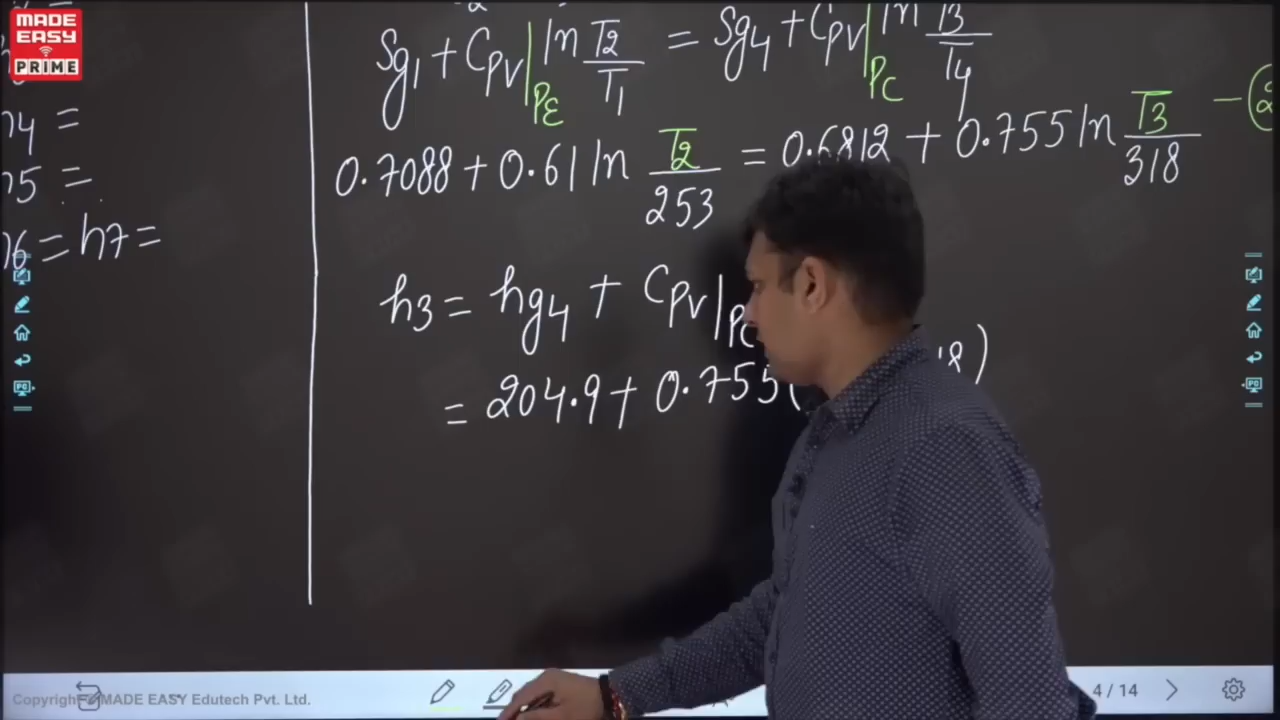 MADE
EASY
PRIME
Sg1 + Cpv|PE ln T2/T1 = Sg4 + Cpv|PC ln T3/T4
0.7088 + 0.61 ln T2/253 = 0.6812 + 0.755 ln T3/318 - (2
h4 =
h5 =
h6 = h7 =
h3 = hg4 + Cpv|PC
= 204.9 + 0.755( 18)
Copyright © MADE EASY Edutech Pvt. Ltd.
4 / 14